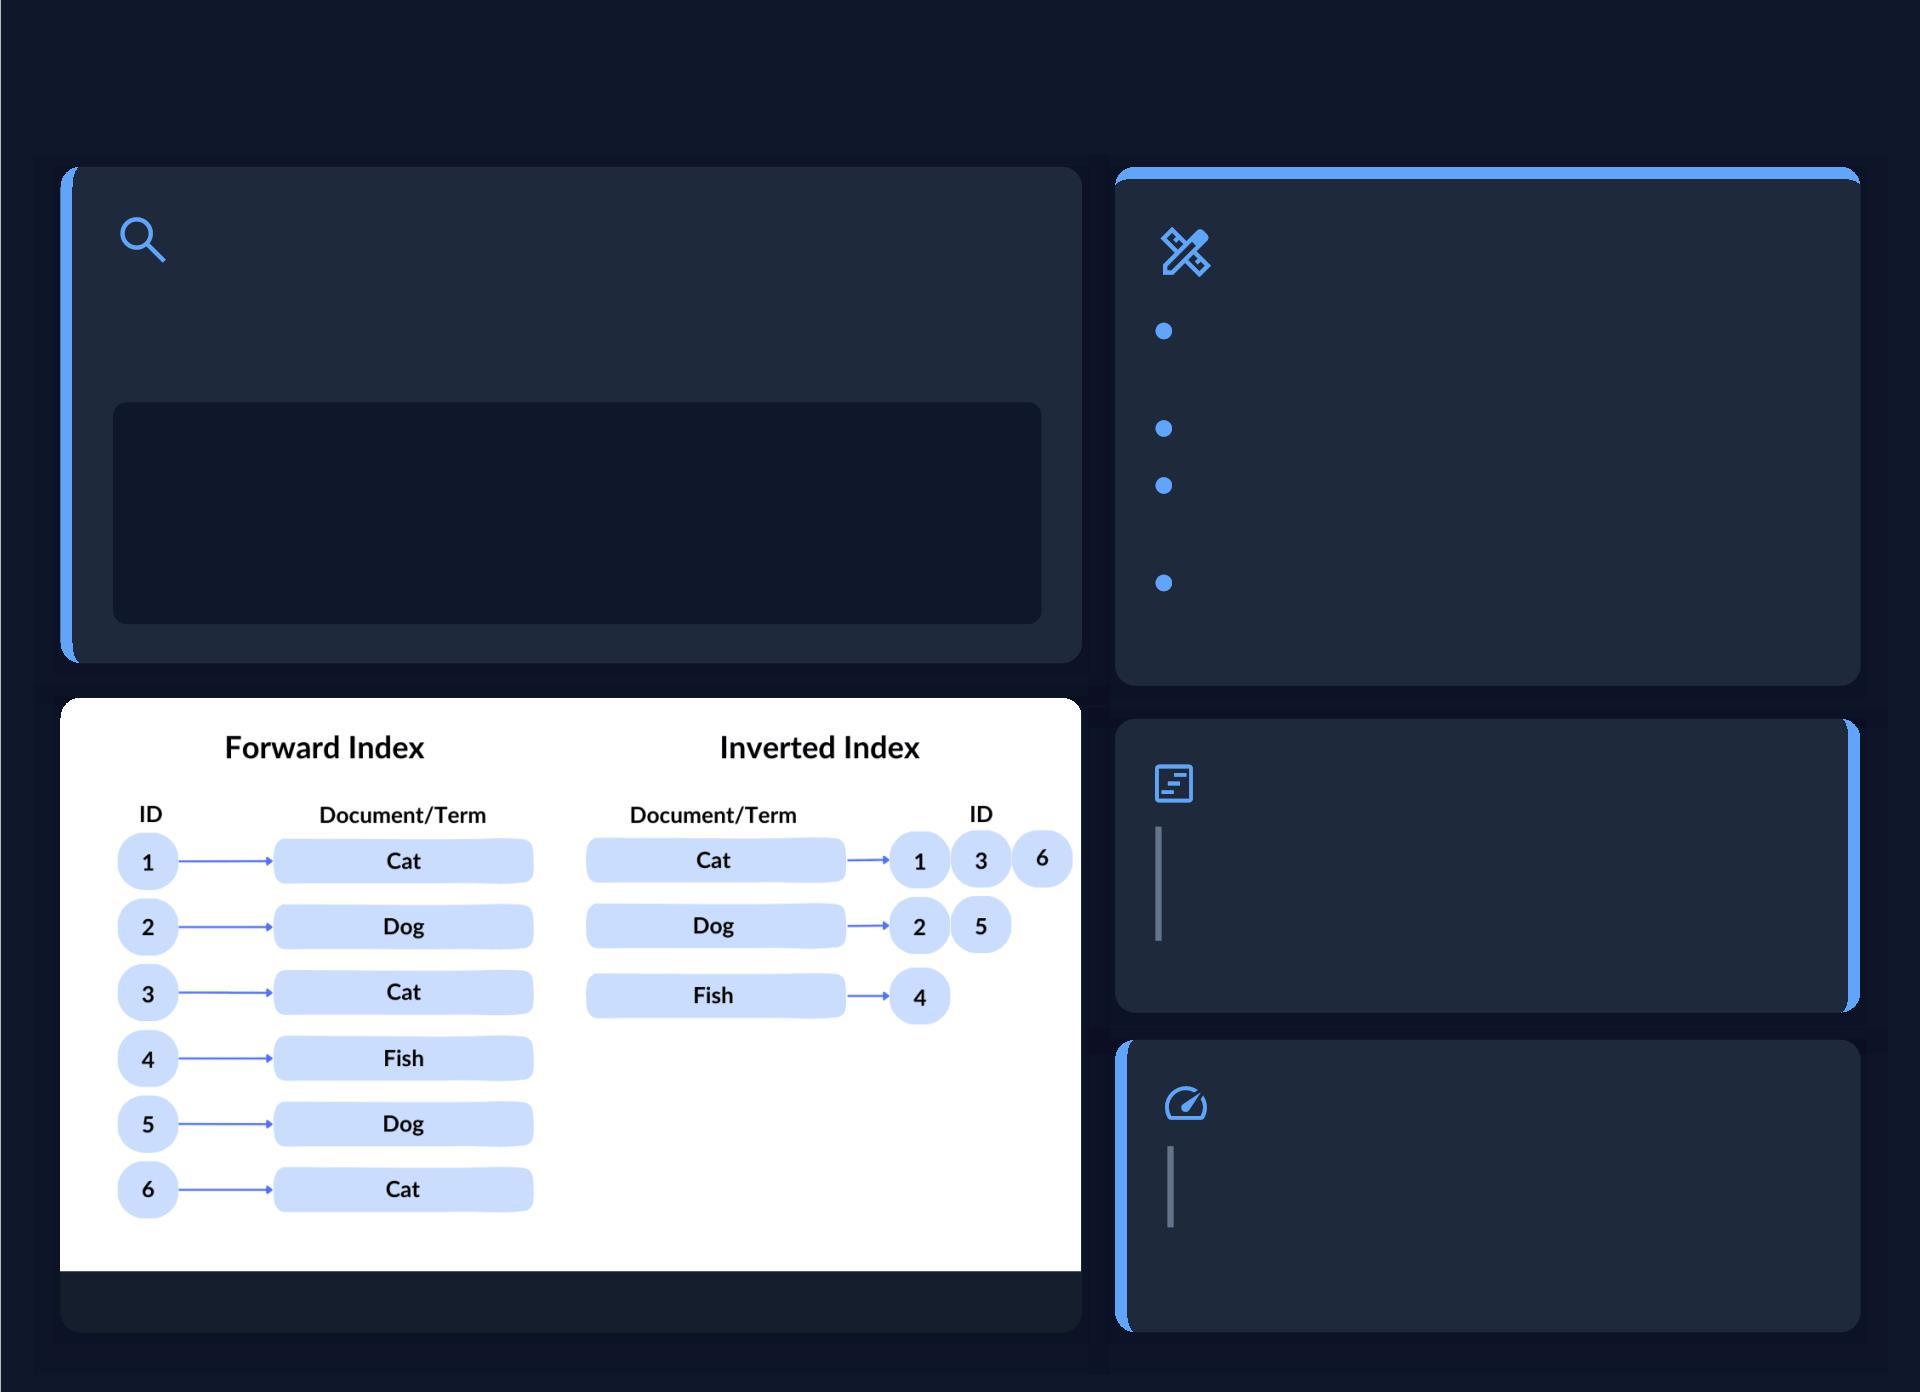 Forward Index
Inverted Index
ID
Document/Term
Document/Term
ID
1
Cat
Cat
1
3
6
2
Dog
Dog
2
5
3
Cat
Fish
4
4
Fish
5
Dog
6
Cat